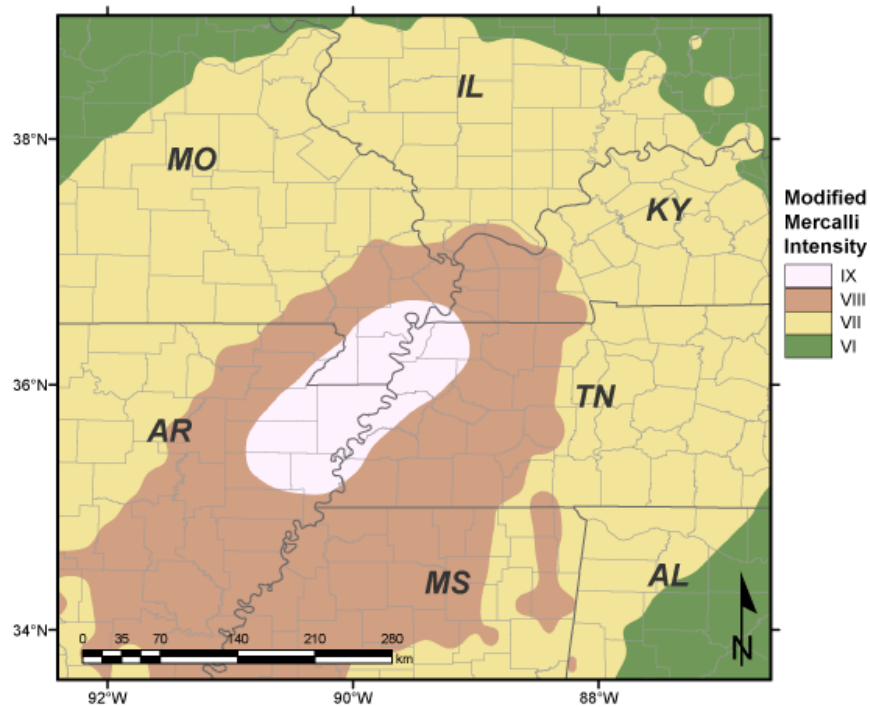 IL
38°N
MO
KY
Modified
Mercalli
Intensity
IX
VIII
VII
VI
36°N
TN
AR
MS
AL
34°N
0 35 70 140 210 280
km
N
92°W 90°W 88°W